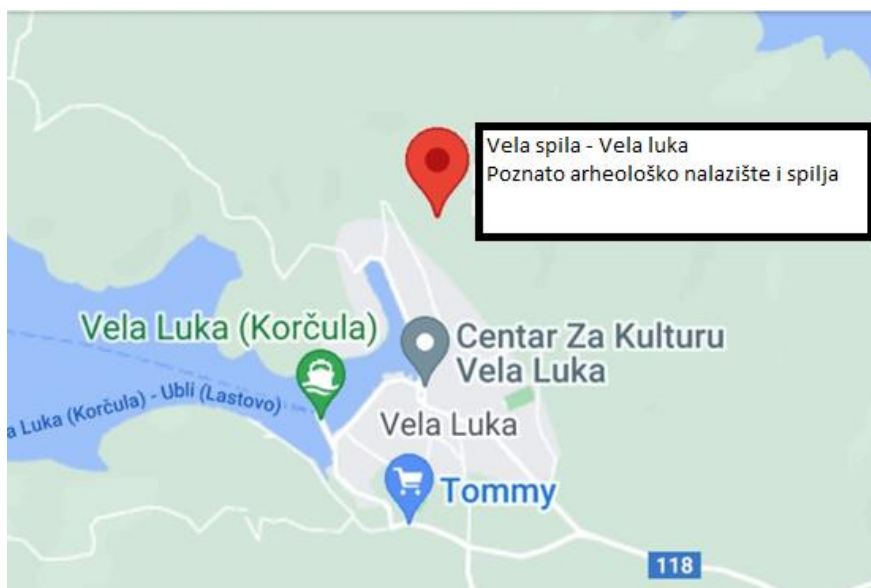 Vela spila - Vela luka
Poznato arheološko nalazište i spilja
Vela Luka (Korčula)
Centar Za Kulturu
Vela Luka
a Luka (Korčula) - Ubli (Lastovo)
Vela Luka
Tommy
118